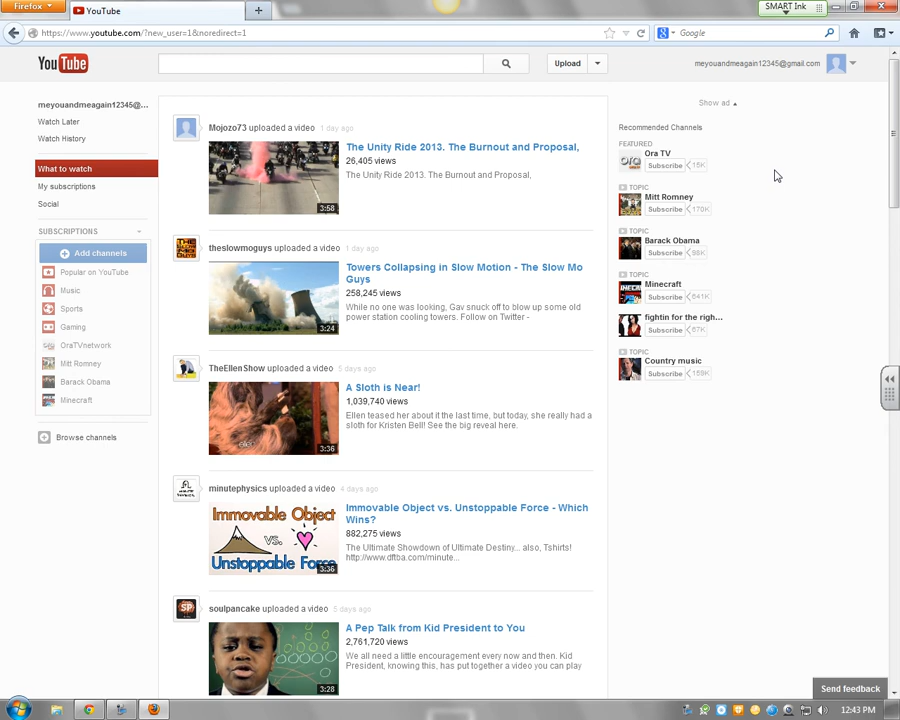 Firefox
YouTube
SMART Ink
https://www.youtube.com/?new_user=1&noredirect=1
Google
YouTube
Upload
meyouandmeagain12345@gmail.com
meyouandmeagain12345@...
Watch Later
Watch History
What to watch
My subscriptions
Social
SUBSCRIPTIONS
Add channels
Popular on YouTube
Music
Sports
Gaming
OraTVnetwork
Mitt Romney
Barack Obama
Minecraft
Browse channels
Mojozo73 uploaded a video 1 day ago
The Unity Ride 2013. The Burnout and Proposal,
26,405 views
The Unity Ride 2013. The Burnout and Proposal,
3:58
theslowmoguys uploaded a video 1 day ago
Towers Collapsing in Slow Motion - The Slow Mo
Guys
258,245 views
While no one was looking, Gav snuck off to blow up some old
power station cooling towers. Follow on Twitter -
3:24
TheEllenShow uploaded a video 5 days ago
A Sloth is Near!
1,039,740 views
Ellen teased her about it the last time, but today, she really had a
sloth for Kristen Bell! See the big reveal here.
ellen
3:36
minutephysics uploaded a video 4 days ago
Immovable Object vs. Unstoppable Force - Which
Wins?
882,275 views
The Ultimate Showdown of Ultimate Destiny... also, Tshirts!
http://www.dftba.com/minute...
Immovable Object
vs.
Unstoppable Force
3:36
SP
soulpancake uploaded a video 5 days ago
A Pep Talk from Kid President to You
2,761,720 views
We all need a little encouragement every now and then. Kid
President, knowing this, has put together a video you can play
3:28
Show ad
Recommended Channels
FEATURED
ora
Ora TV
Subscribe 15K
TOPIC
Mitt Romney
Subscribe 170K
TOPIC
Barack Obama
Subscribe 98K
TOPIC
Minecraft
Subscribe 641K
fightin for the righ...
Subscribe 67K
TOPIC
Country music
Subscribe 159K
Send feedback
12:43 PM